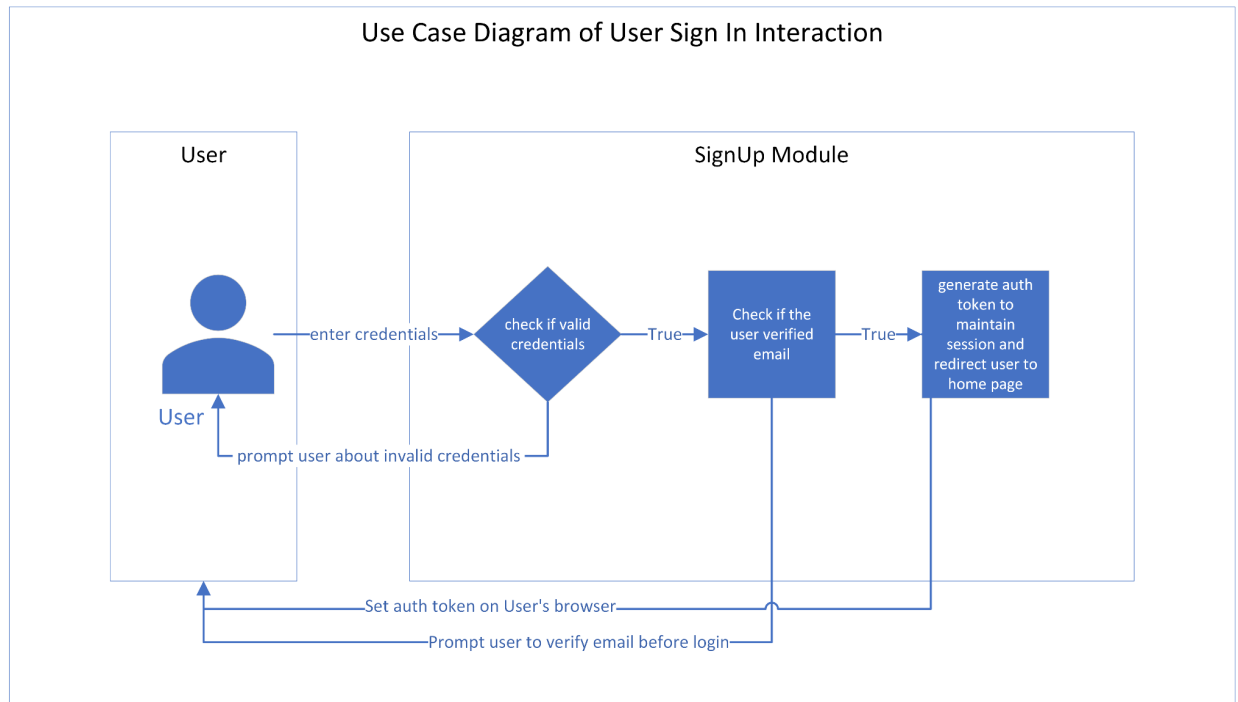 Use Case Diagram of User Sign In Interaction
User
SignUp Module
enter credentials
check if valid
credentials
True
Check if the
user verified
email
True
generate auth
token to
maintain
session and
redirect user to
home page
User
prompt user about invalid credentials
Set auth token on User's browser
Prompt user to verify email before login